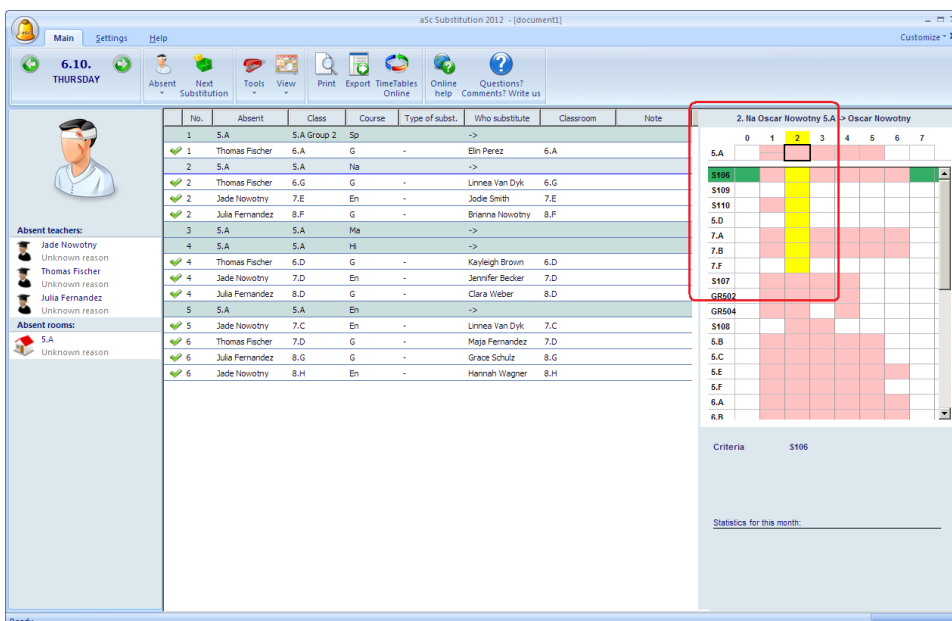 aSc Substitution 2012 - [document1]
Main Settings Help Customize
6.10.
THURSDAY
Absent Next Substitution Tools View Print Export TimeTables Online Online help Questions? Comments? Write us
No. Absent Class Course Type of subst. Who substitute Classroom Note
1 5.A 5.A Group 2 Sp ->
1 Thomas Fischer 6.A G - Elin Perez 6.A
2 5.A 5.A Na ->
2 Thomas Fischer 6.G G - Linnea Van Dyk 6.G
2 Jade Nowotny 7.E En - Jodie Smith 7.E
2 Julia Fernandez 8.F G - Brianna Nowotny 8.F
3 5.A 5.A Ma ->
4 5.A 5.A Hi ->
4 Thomas Fischer 6.D G - Kayleigh Brown 6.D
4 Jade Nowotny 7.D En - Jennifer Becker 7.D
4 Julia Fernandez 8.D G - Clara Weber 8.D
5 5.A 5.A En ->
5 Jade Nowotny 7.C En - Linnea Van Dyk 7.C
6 Thomas Fischer 7.D G - Maja Fernandez 7.D
6 Julia Fernandez 8.G G - Grace Schulz 8.G
6 Jade Nowotny 8.H En - Hannah Wagner 8.H
Absent teachers:
Jade Nowotny
Unknown reason
Thomas Fischer
Unknown reason
Julia Fernandez
Unknown reason
Absent rooms:
5.A
Unknown reason
2. Na Oscar Nowotny 5.A -> Oscar Nowotny
0 1 2 3 4 5 6 7
5.A
S106
S109
S110
5.D
7.A
7.B
7.F
S107
GR502
GR504
S108
5.B
5.C
5.E
5.F
6.A
6.B
Criteria S106
Statistics for this month:
Ready